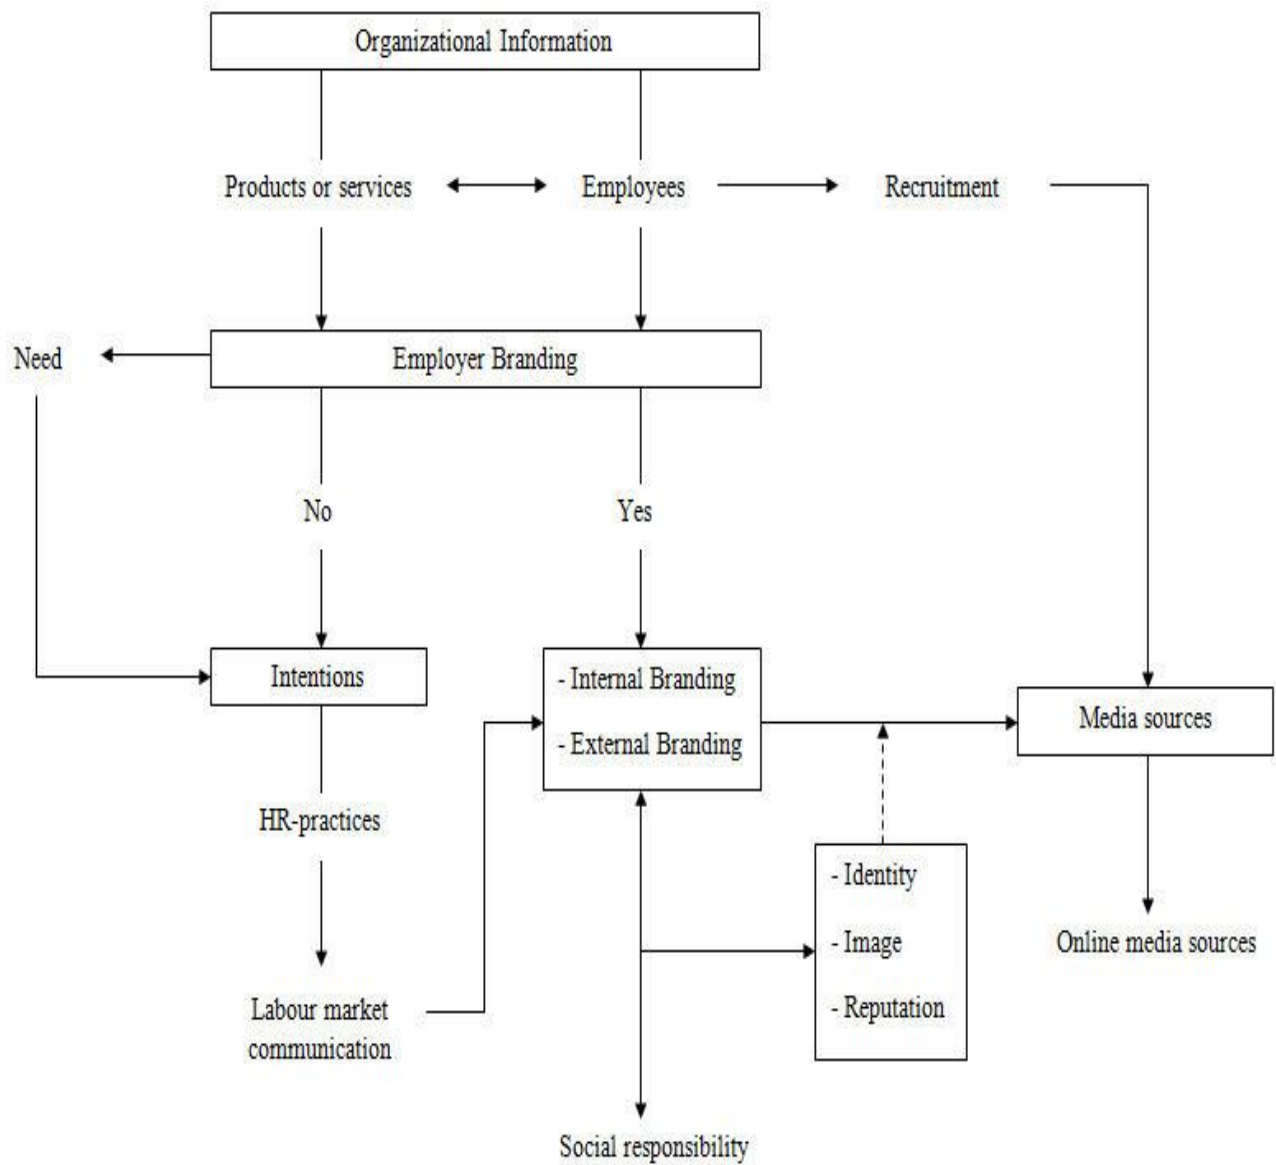 Organizational Information
Products or services
Employees
Recruitment
Need
Employer Branding
No
Yes
Intentions
- Internal Branding
- External Branding
Media sources
HR-practices
- Identity
- Image
- Reputation
Online media sources
Labour market
communication
Social responsibility